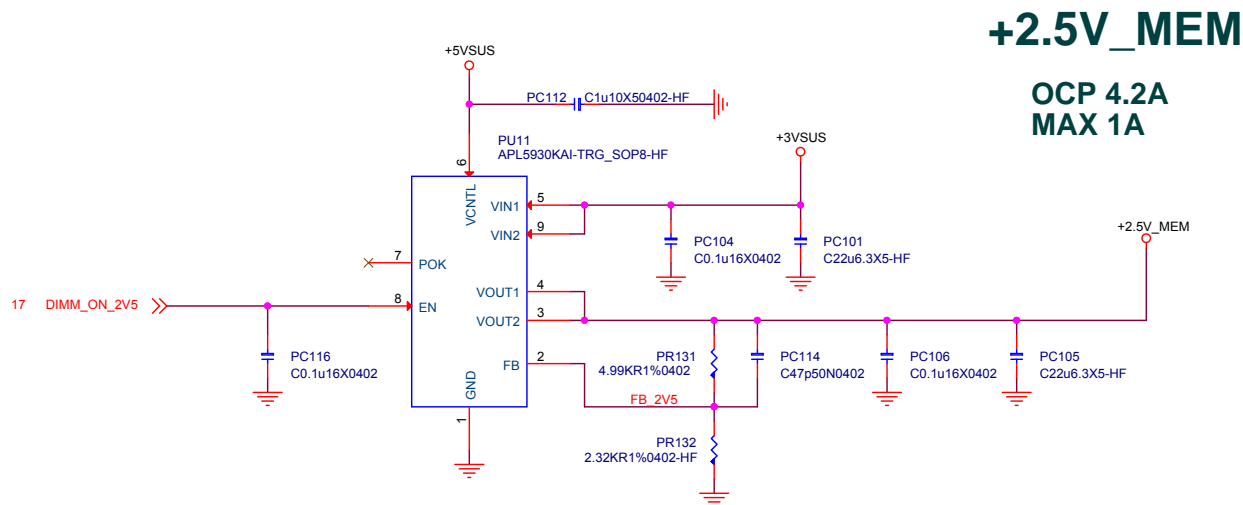 +2.5V_MEM
OCP 4.2A
MAX 1A
+5VSUS
PC112 C1u10X50402-HF
PU11
APL5930KAI-TRG_SOP8-HF
+3VSUS
6
VCNTL
VIN1 5
VIN2 9
PC104
C0.1u16X0402
PC101
C22u6.3X5-HF
+2.5V_MEM
7 POK
17 DIMM_ON_2V5
8 EN
VOUT1 4
VOUT2 3
FB 2
GND
1
PC116
C0.1u16X0402
PR131
4.99KR1%0402
PC114
C47p50N0402
PC106
C0.1u16X0402
PC105
C22u6.3X5-HF
FB_2V5
PR132
2.32KR1%0402-HF